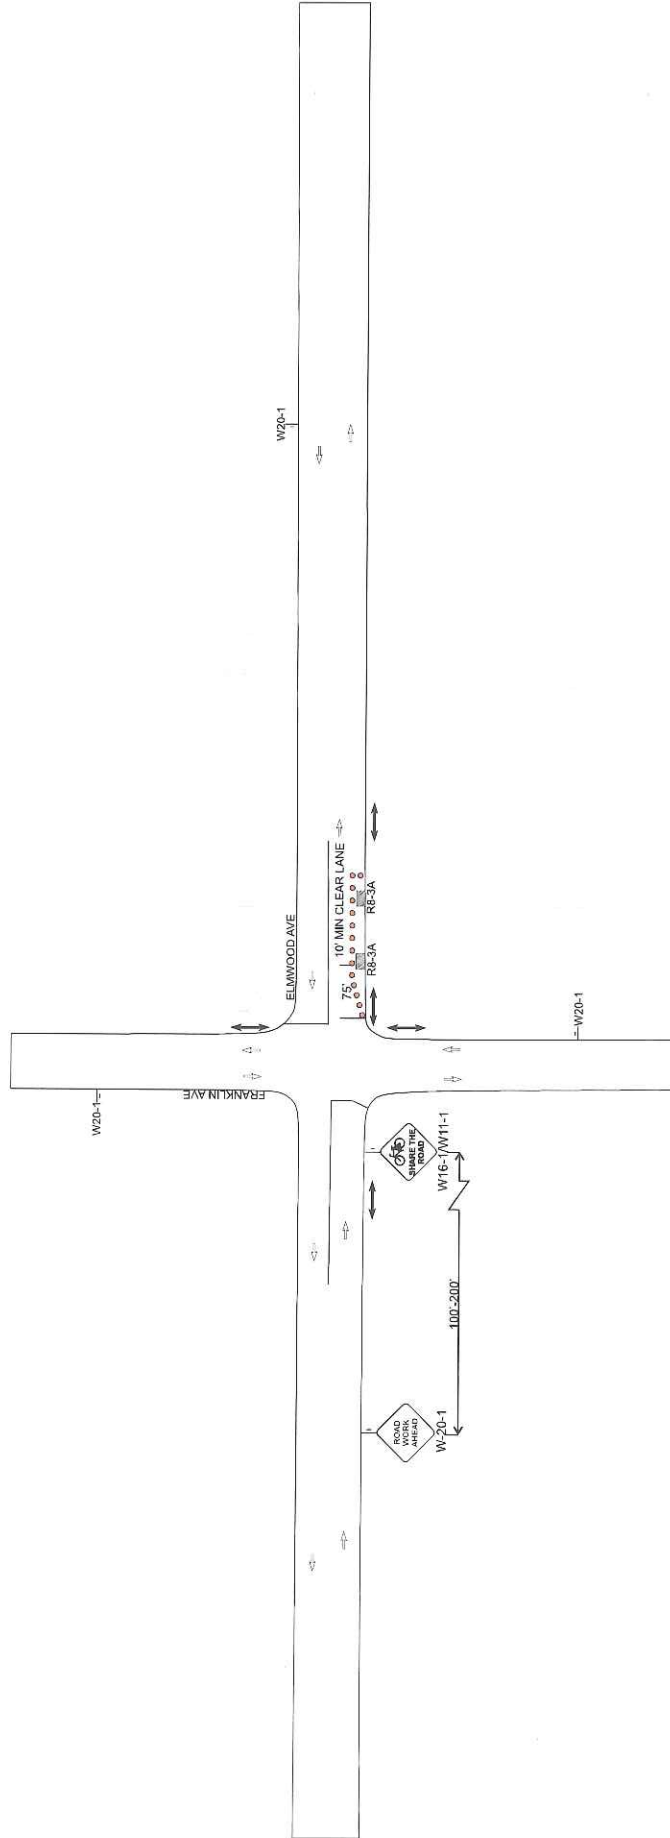 W20-1
ELMWOOD AVE
10' MIN CLEAR LANE
75'
R8-3A
R8-3A
FRANKLIN AVE
W20-1
W20-1
SHARE THE
ROAD
W16-1/W11-1
100'-200'
ROAD
WORK
AHEAD
W-20-1